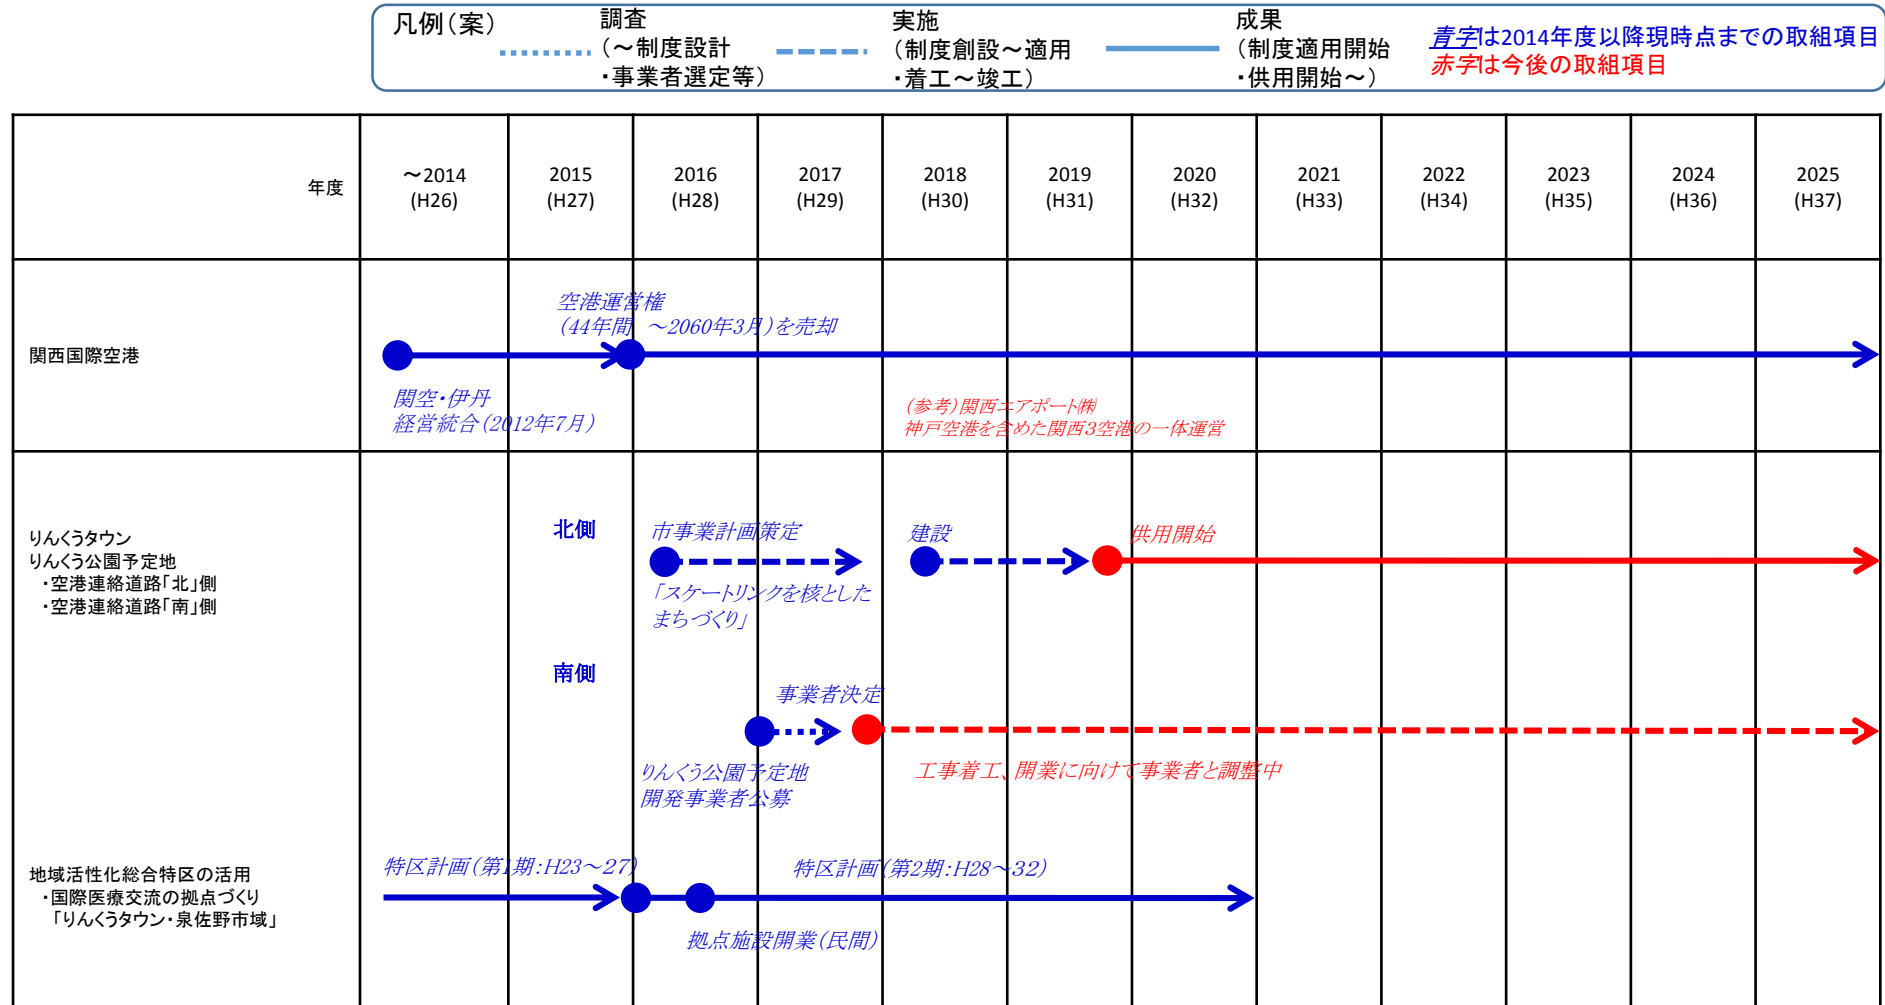 凡例(案)
調査
(～制度設計
・事業者選定等)
実施
(制度創設～適用
・着工～竣工)
成果
(制度適用開始
・供用開始～)
青字は2014年度以降現時点までの取組項目
赤字は今後の取組項目
年度
～2014
(H26)
2015
(H27)
2016
(H28)
2017
(H29)
2018
(H30)
2019
(H31)
2020
(H32)
2021
(H33)
2022
(H34)
2023
(H35)
2024
(H36)
2025
(H37)
関西国際空港
空港運営権
(44年間 ～2060年3月)を売却
関空・伊丹
経営統合(2012年7月)
(参考)関西エアポート㈱
神戸空港を含めた関西3空港の一体運営
りんくうタウン
りんくう公園予定地
・空港連絡道路「北」側
・空港連絡道路「南」側
北側
市事業計画策定
「スケートリンクを核とした
まちづくり」
建設
供用開始
南側
事業者決定
りんくう公園予定地
開発事業者公募
工事着工、開業に向けて事業者と調整中
地域活性化総合特区の活用
・国際医療交流の拠点づくり
「りんくうタウン・泉佐野市域」
特区計画(第1期:H23～27)
特区計画(第2期:H28～32)
拠点施設開業(民間)